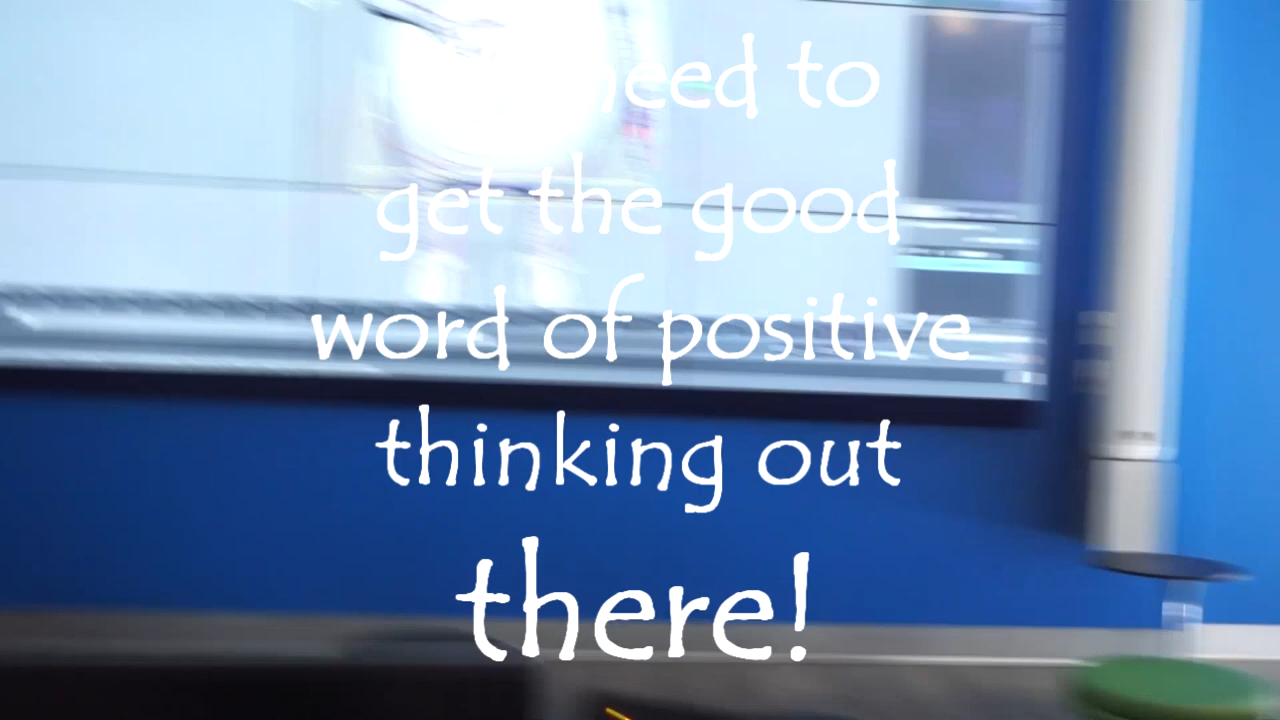 need to
get the good
word of positive
thinking out
there!